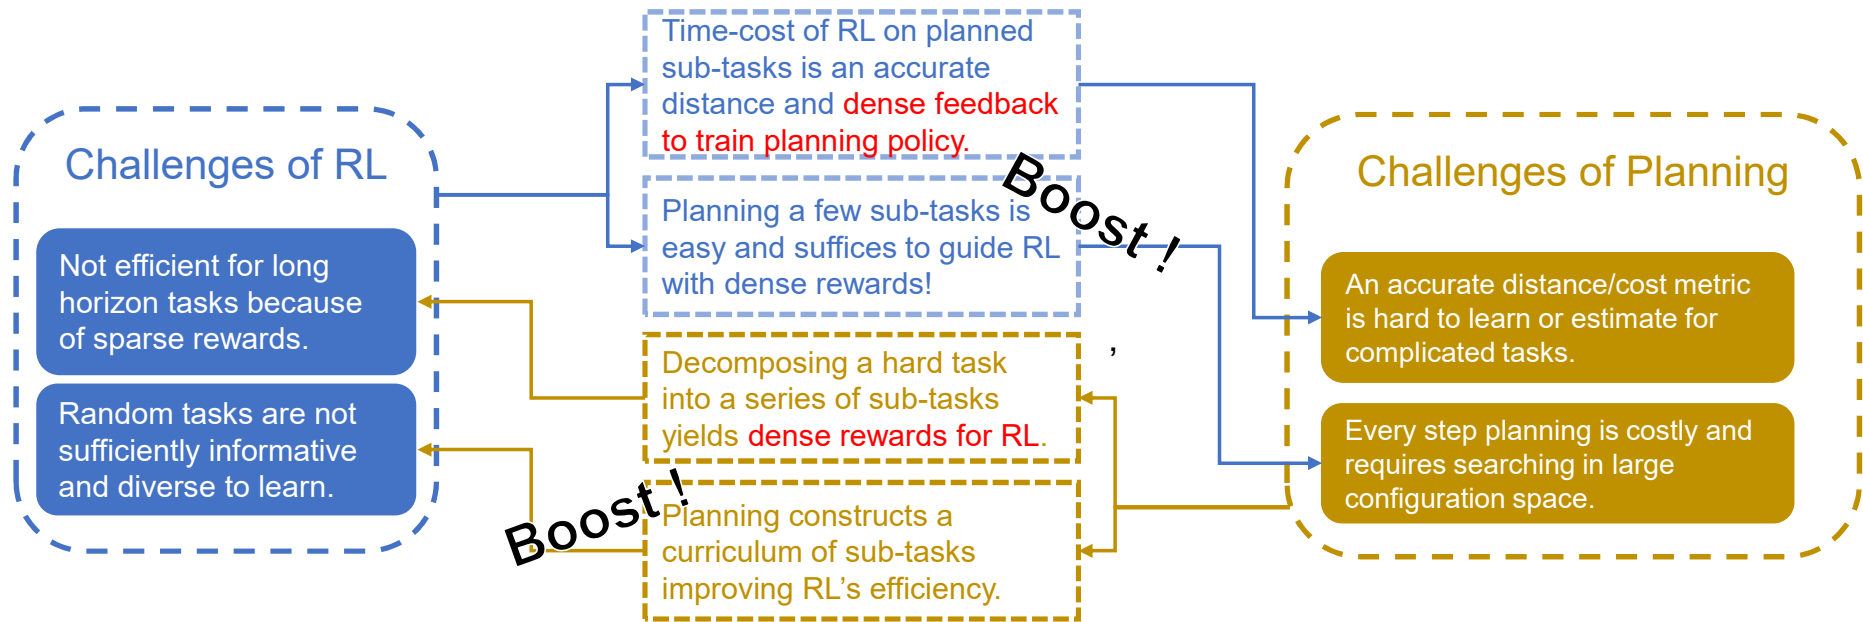 Challenges of RL
Not efficient for long
horizon tasks because
of sparse rewards.
Random tasks are not
sufficiently informative
and diverse to learn.
Time-cost of RL on planned
sub-tasks is an accurate
distance and dense feedback
to train planning policy.
Planning a few sub-tasks is
easy and suffices to guide RL
with dense rewards!
Boost !
Decomposing a hard task
into a series of sub-tasks
yields dense rewards for RL.
,
Boost !
Planning constructs a
curriculum of sub-tasks
improving RL’s efficiency.
Challenges of Planning
An accurate distance/cost metric
is hard to learn or estimate for
complicated tasks.
Every step planning is costly and
requires searching in large
configuration space.